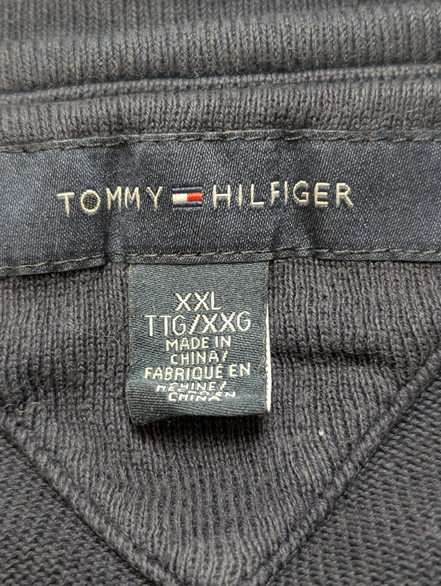 TOMMY HILFIGER
XXL
TTG/XXG
MADE IN
CHINA/
FABRIQUÉ EN